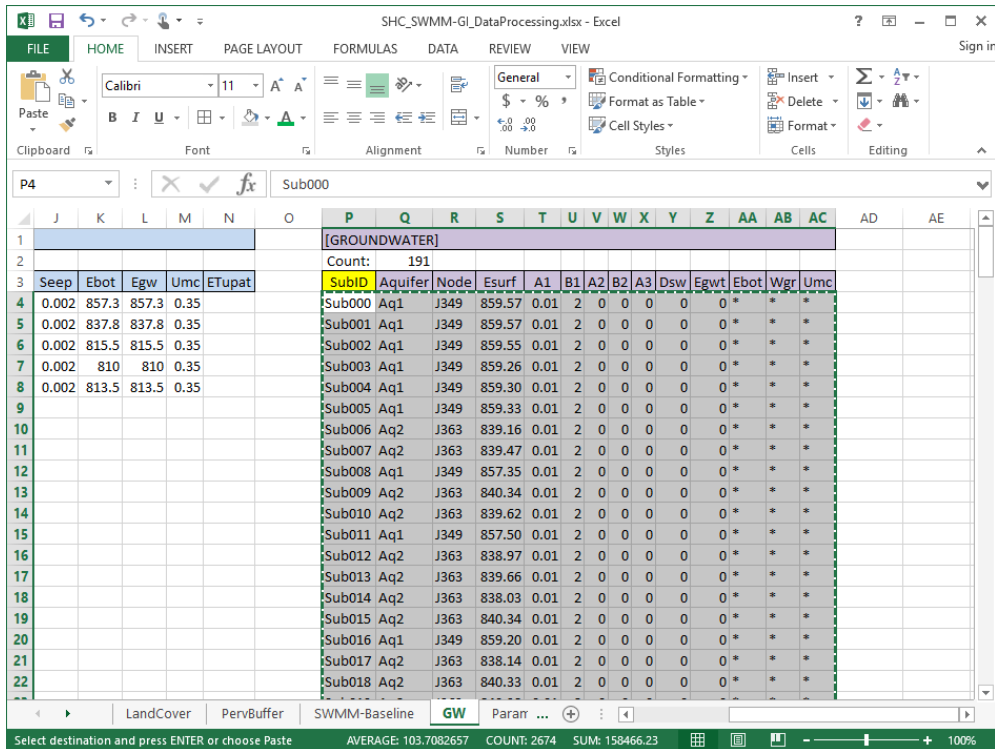 SHC_SWMM-GI_DataProcessing.xlsx - Excel
FILE HOME INSERT PAGE LAYOUT FORMULAS DATA REVIEW VIEW Sign in
Paste
Calibri 11
B I U
General
$ % ,
Conditional Formatting
Format as Table
Cell Styles
Insert
Delete
Format
Clipboard Font Alignment Number Styles Cells Editing
P4 fx Sub000
J K L M N O P Q R S T U V W X Y Z AA AB AC AD AE
1 [GROUNDWATER]
2 Count: 191
3 Seep Ebot Egw Umc ETupat SubID Aquifer Node Esurf A1 B1 A2 B2 A3 Dsw Egwt Ebot Wgr Umc
4 0.002 857.3 857.3 0.35 Sub000 Aq1 J349 859.57 0.01 2 0 0 0 0 0 * * *
5 0.002 837.8 837.8 0.35 Sub001 Aq1 J349 859.57 0.01 2 0 0 0 0 0 * * *
6 0.002 815.5 815.5 0.35 Sub002 Aq1 J349 859.55 0.01 2 0 0 0 0 0 * * *
7 0.002 810 810 0.35 Sub003 Aq1 J349 859.26 0.01 2 0 0 0 0 0 * * *
8 0.002 813.5 813.5 0.35 Sub004 Aq1 J349 859.30 0.01 2 0 0 0 0 0 * * *
9 Sub005 Aq1 J349 859.33 0.01 2 0 0 0 0 0 * * *
10 Sub006 Aq2 J363 839.16 0.01 2 0 0 0 0 0 * * *
11 Sub007 Aq2 J363 839.47 0.01 2 0 0 0 0 0 * * *
12 Sub008 Aq1 J349 857.35 0.01 2 0 0 0 0 0 * * *
13 Sub009 Aq2 J363 840.34 0.01 2 0 0 0 0 0 * * *
14 Sub010 Aq2 J363 839.62 0.01 2 0 0 0 0 0 * * *
15 Sub011 Aq1 J349 857.50 0.01 2 0 0 0 0 0 * * *
16 Sub012 Aq2 J363 838.97 0.01 2 0 0 0 0 0 * * *
17 Sub013 Aq2 J363 839.66 0.01 2 0 0 0 0 0 * * *
18 Sub014 Aq2 J363 838.03 0.01 2 0 0 0 0 0 * * *
19 Sub015 Aq2 J363 840.34 0.01 2 0 0 0 0 0 * * *
20 Sub016 Aq1 J349 859.20 0.01 2 0 0 0 0 0 * * *
21 Sub017 Aq2 J363 838.14 0.01 2 0 0 0 0 0 * * *
22 Sub018 Aq2 J363 840.33 0.01 2 0 0 0 0 0 * * *
LandCover PervBuffer SWMM-Baseline GW Param ...
Select destination and press ENTER or choose Paste AVERAGE: 103.7082657 COUNT: 2674 SUM: 158466.23 100%